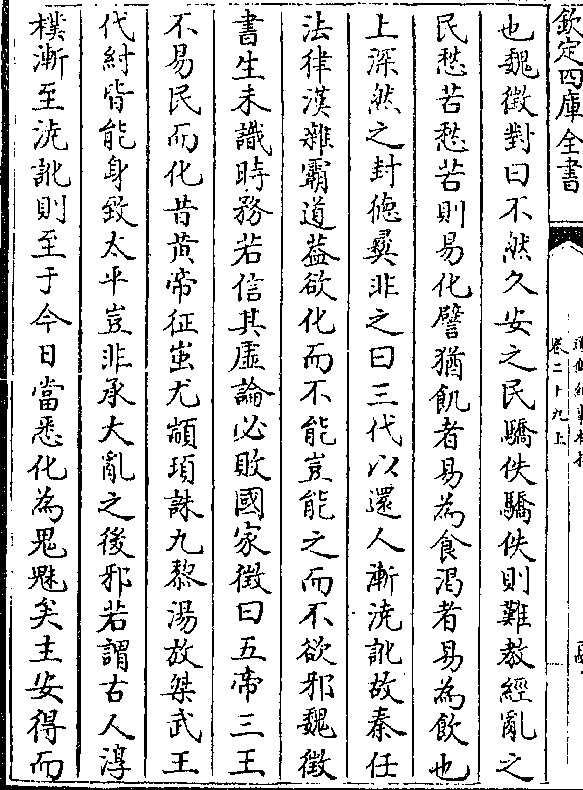 欽定四庫全書
卷二十九上
也魏徵對曰不然久安之民驕佚驕佚則難教經亂之
民愁苦愁苦則易化譬猶飢者易為食渴者易為飲也
上深然之封徳彛非之曰三代以還人漸澆訛故秦任
法律漢雜霸道葢欲化而不能豈能之而不欲邪魏徵
書生未識時務若信其虛論必敗國家徵曰五帝三王
不易民而化昔黄帝征蚩尤顓頊誅九黎湯放桀武王
代紂皆能身致太平豈非承大亂之後邪若謂古人淳
樸漸至澆訛則至于今日當悉化為鬼魅矣主安得而